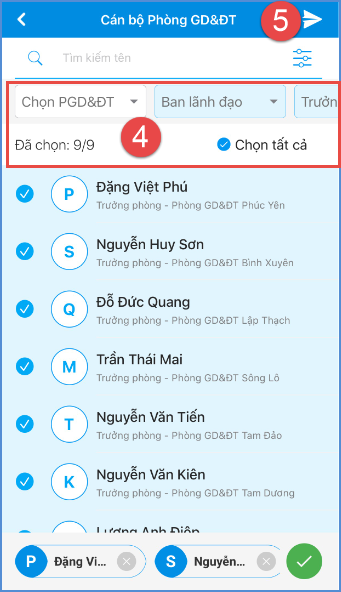 Cán bộ Phòng GD&ĐT
5
Tìm kiếm tên
Chọn PGD&ĐT
Ban lãnh đạo
Trưởn
Đã chọn: 9/9
4
Chọn tất cả
P
Đặng Việt Phú
Trưởng phòng - Phòng GD&ĐT Phúc Yên
S
Nguyễn Huy Sơn
Trưởng phòng - Phòng GD&ĐT Bình Xuyên
Q
Đỗ Đức Quang
Trưởng phòng - Phòng GD&ĐT Lập Thạch
M
Trần Thái Mai
Trưởng phòng - Phòng GD&ĐT Sông Lô
T
Nguyễn Văn Tiến
Trưởng phòng - Phòng GD&ĐT Tam Đảo
K
Nguyễn Văn Kiên
Trưởng phòng - Phòng GD&ĐT Tam Dương
Lương Anh Điệp
P
Đặng Vi...
S
Nguyễn...